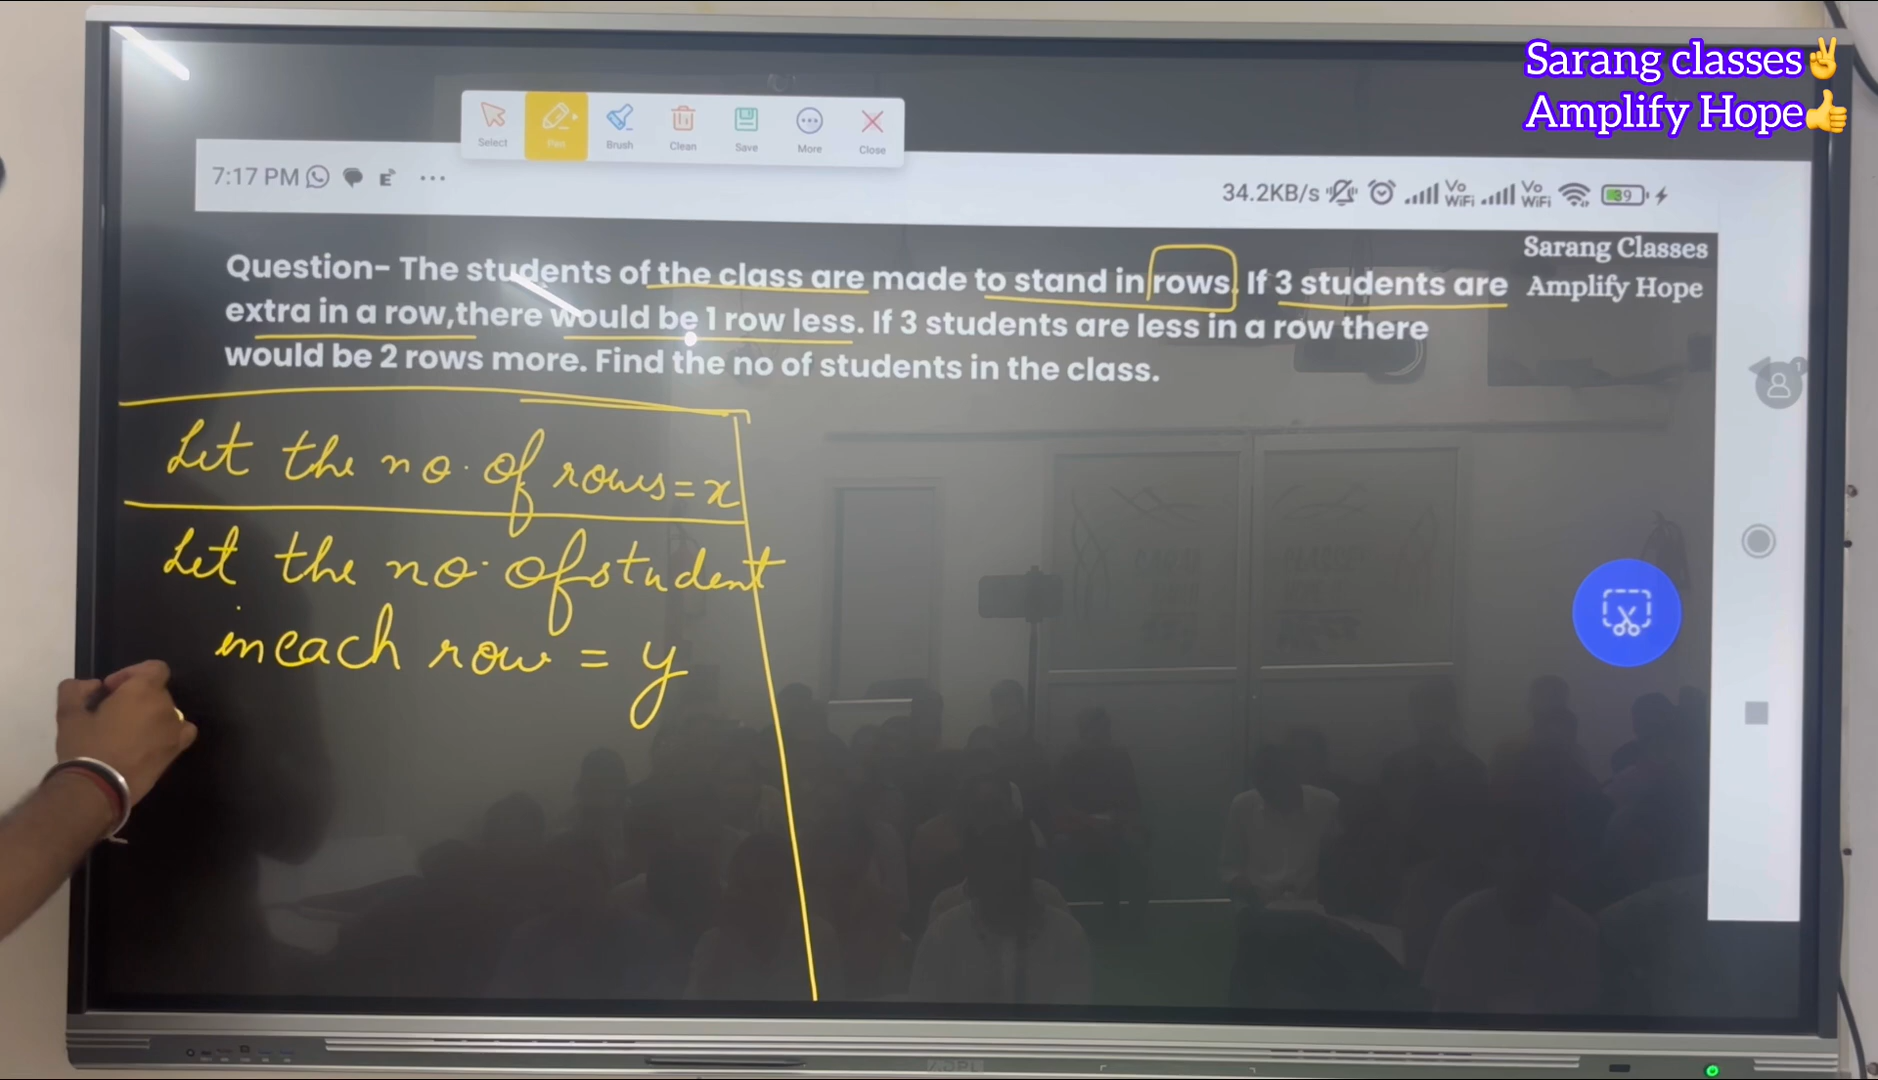 Sarang classes✌️
Amplify Hope👍
Select
Pen
Brush
Clean
Save
More
Close
7:17 PM
34.2KB/s
Vo WiFi
Vo WiFi
39
Sarang Classes
Amplify Hope
Question- The students of the class are made to stand in rows. If 3 students are
extra in a row,there would be 1 row less. If 3 students are less in a row there
would be 2 rows more. Find the no of students in the class.
Let the no. of rows = x
Let the no. of student
in each row = y